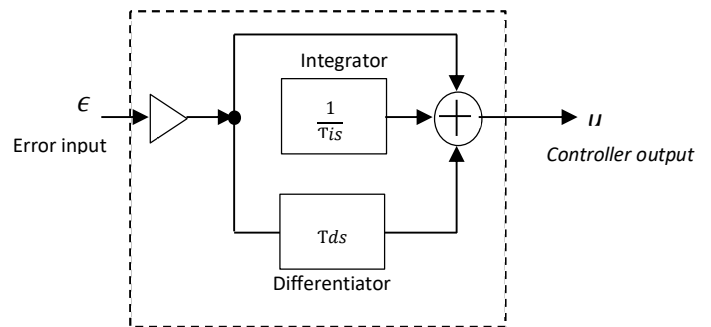 Integrator
ϵ
1
τis
Error input
Controller output
τds
Differentiator